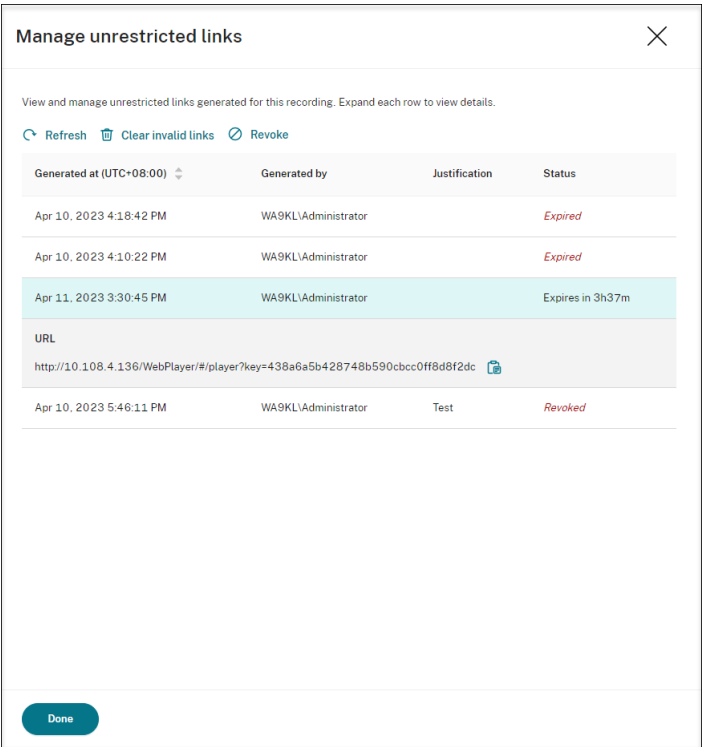 Manage unrestricted links
View and manage unrestricted links generated for this recording. Expand each row to view details.
Refresh Clear invalid links Revoke
Generated at (UTC+08:00) Generated by Justification Status
Apr 10, 2023 4:18:42 PM WA9KL\Administrator Expired
Apr 10, 2023 4:10:22 PM WA9KL\Administrator Expired
Apr 11, 2023 3:30:45 PM WA9KL\Administrator Expires in 3h37m
URL
http://10.108.4.136/WebPlayer/#/player?key=438a6a5b428748b590cbcc0ff8d8f2dc
Apr 10, 2023 5:46:11 PM WA9KL\Administrator Test Revoked
Done